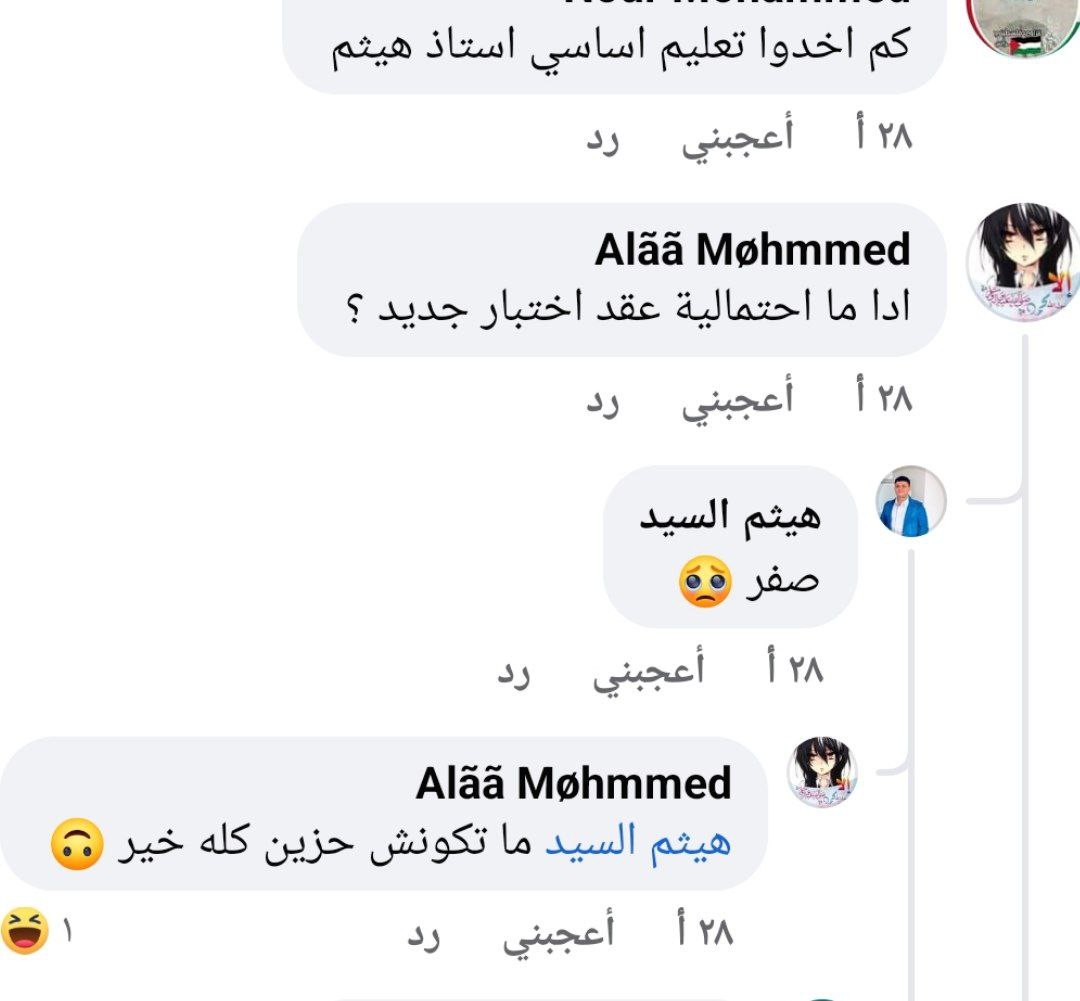 كم اخدوا تعليم اساسي استاذ هيثم
٢٨ أ أعجبني رد
Alãã Møhmmed
ادا ما احتمالية عقد اختبار جديد ؟
٢٨ أ أعجبني رد
هيثم السيد
صفر 🥺
٢٨ أ أعجبني رد
Alãã Møhmmed
هيثم السيد ما تكونش حزين كله خير 🙃
٢٨ أ أعجبني رد ١ 😆